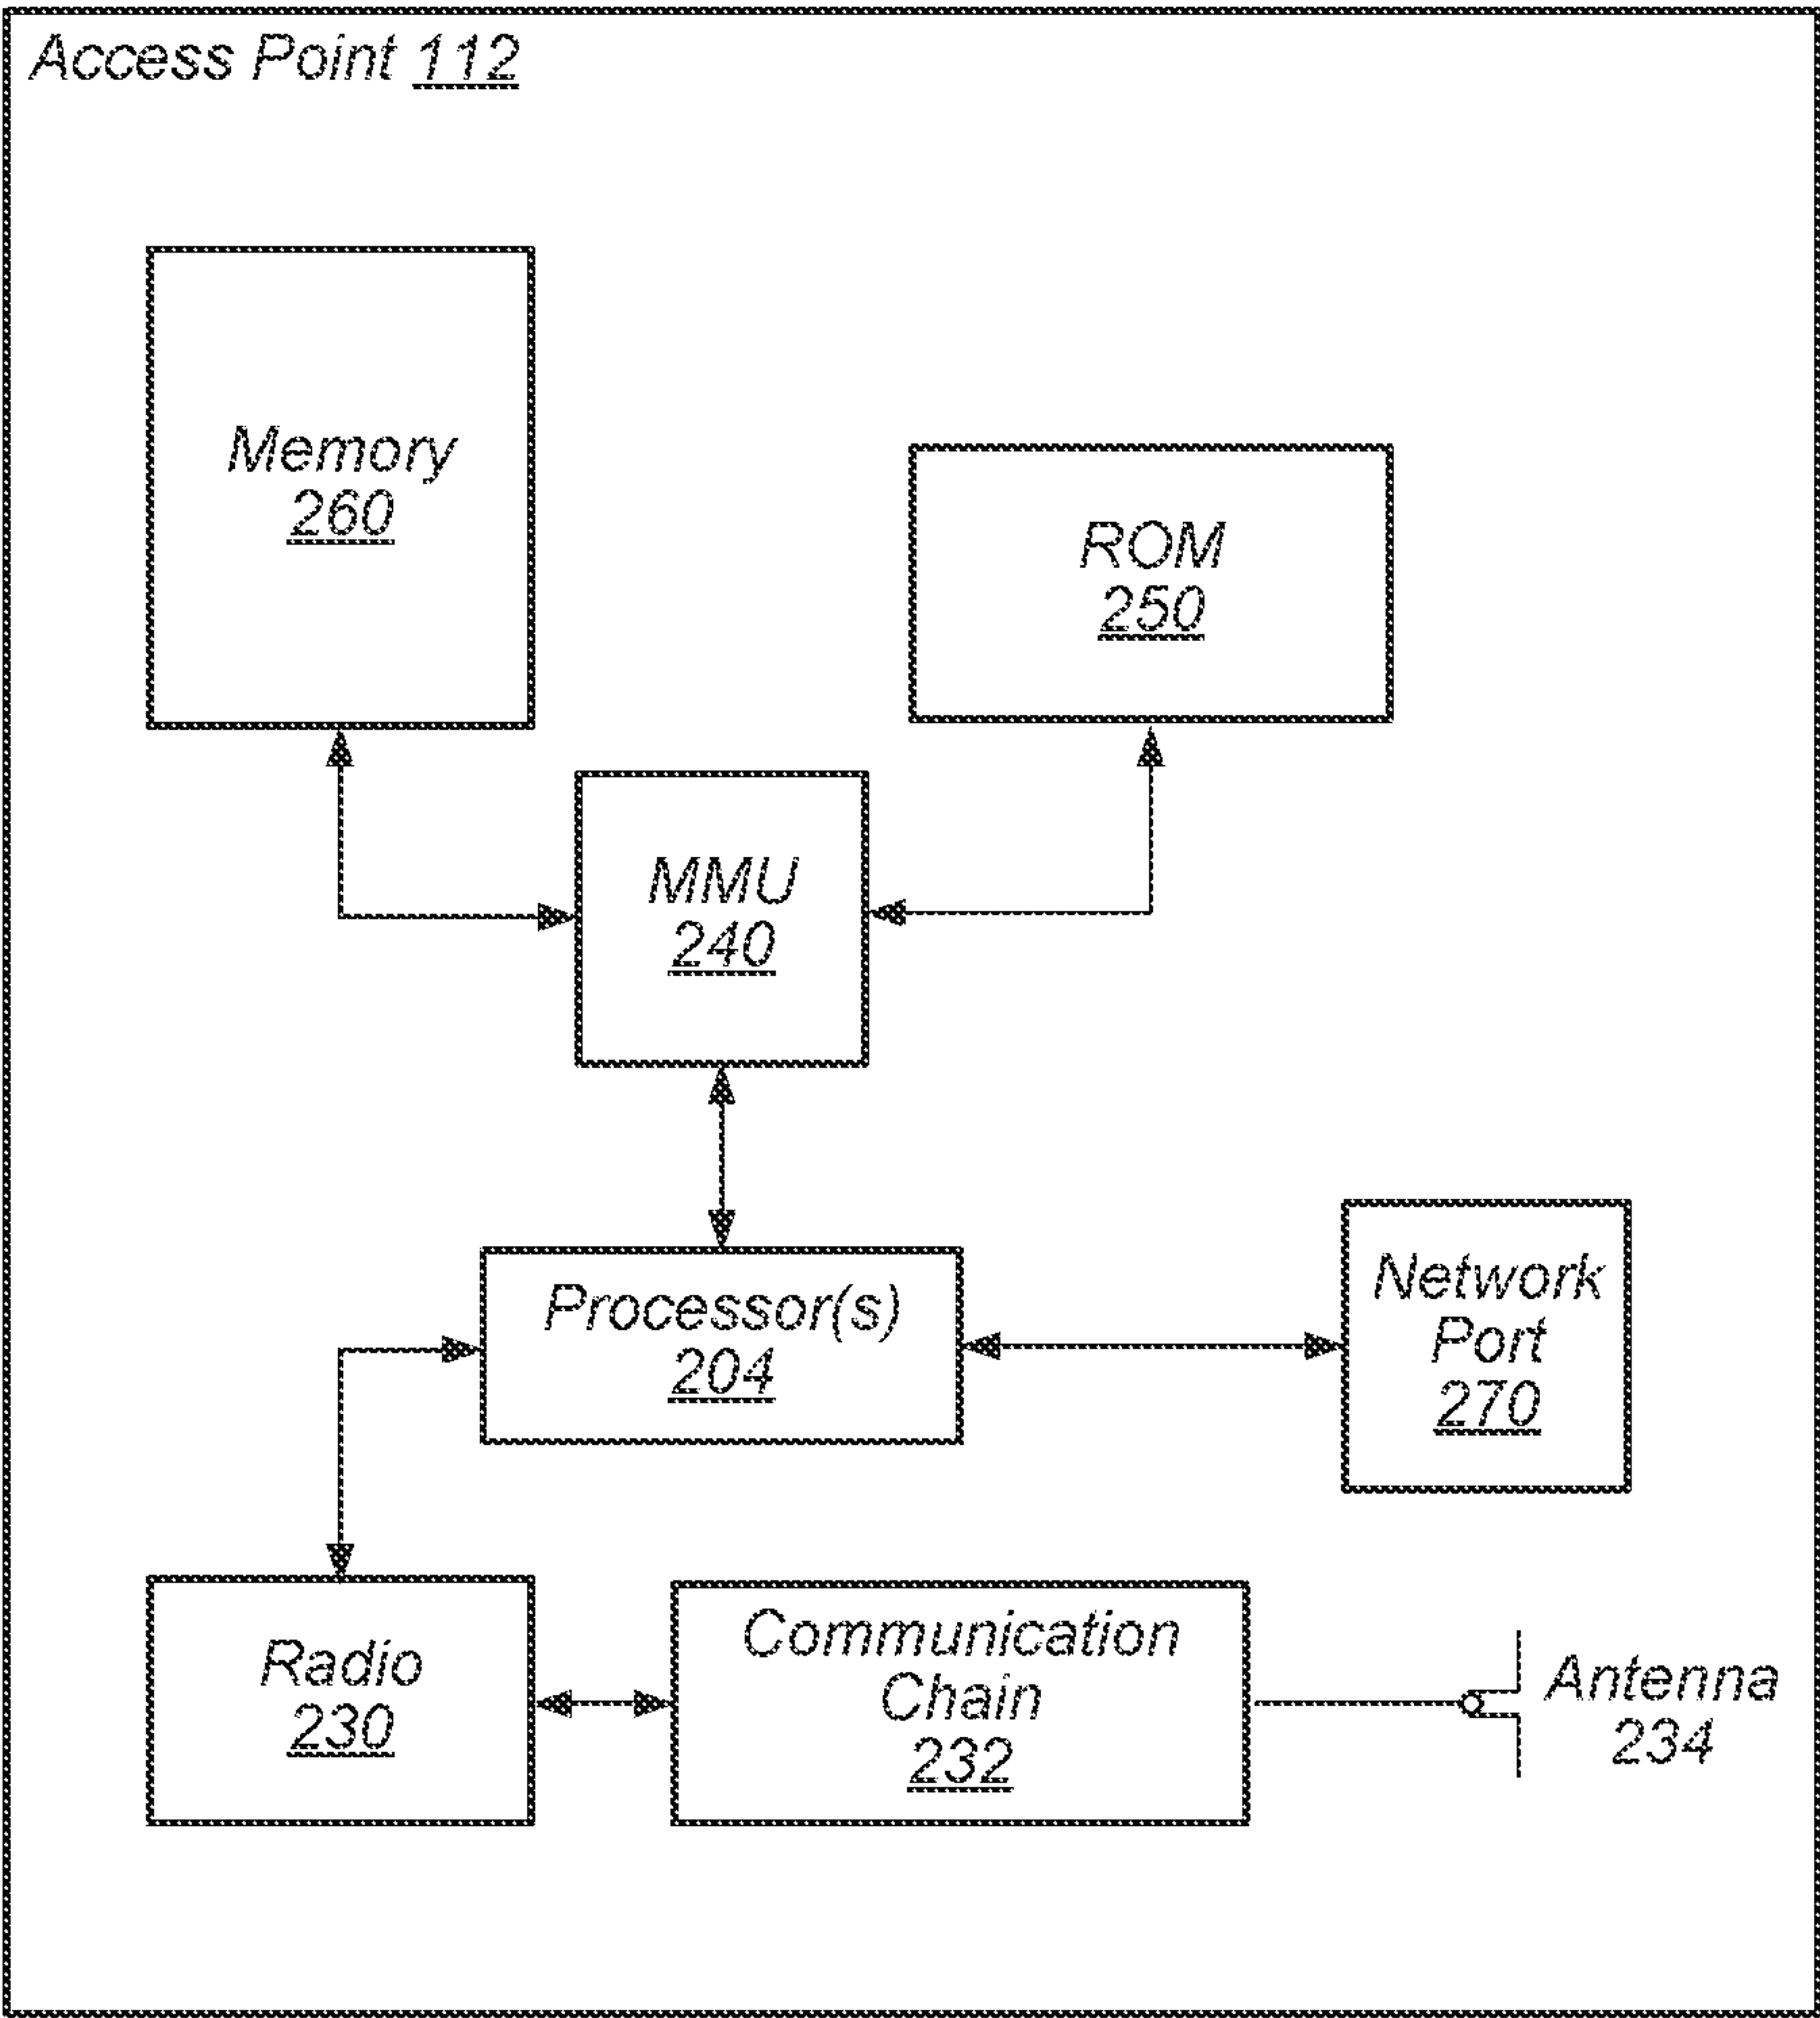 Access Point 112
Memory
260
ROM
250
MMU
240
Processor(s)
204
Network
Port
270
Radio
230
Communication
Chain
232
Antenna
234